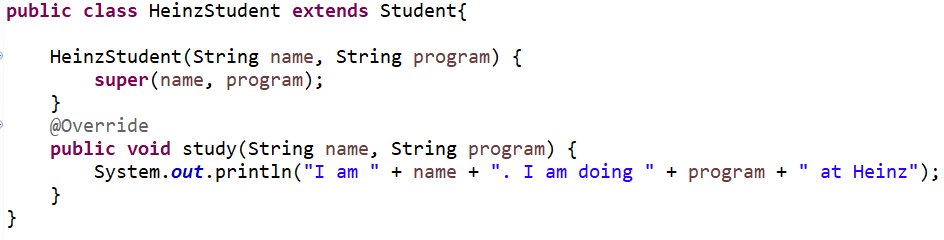 public class HeinzStudent extends Student{
HeinzStudent(String name, String program) {
super(name, program);
}
@Override
public void study(String name, String program) {
System.out.println("I am " + name + ". I am doing " + program + " at Heinz");
}
}